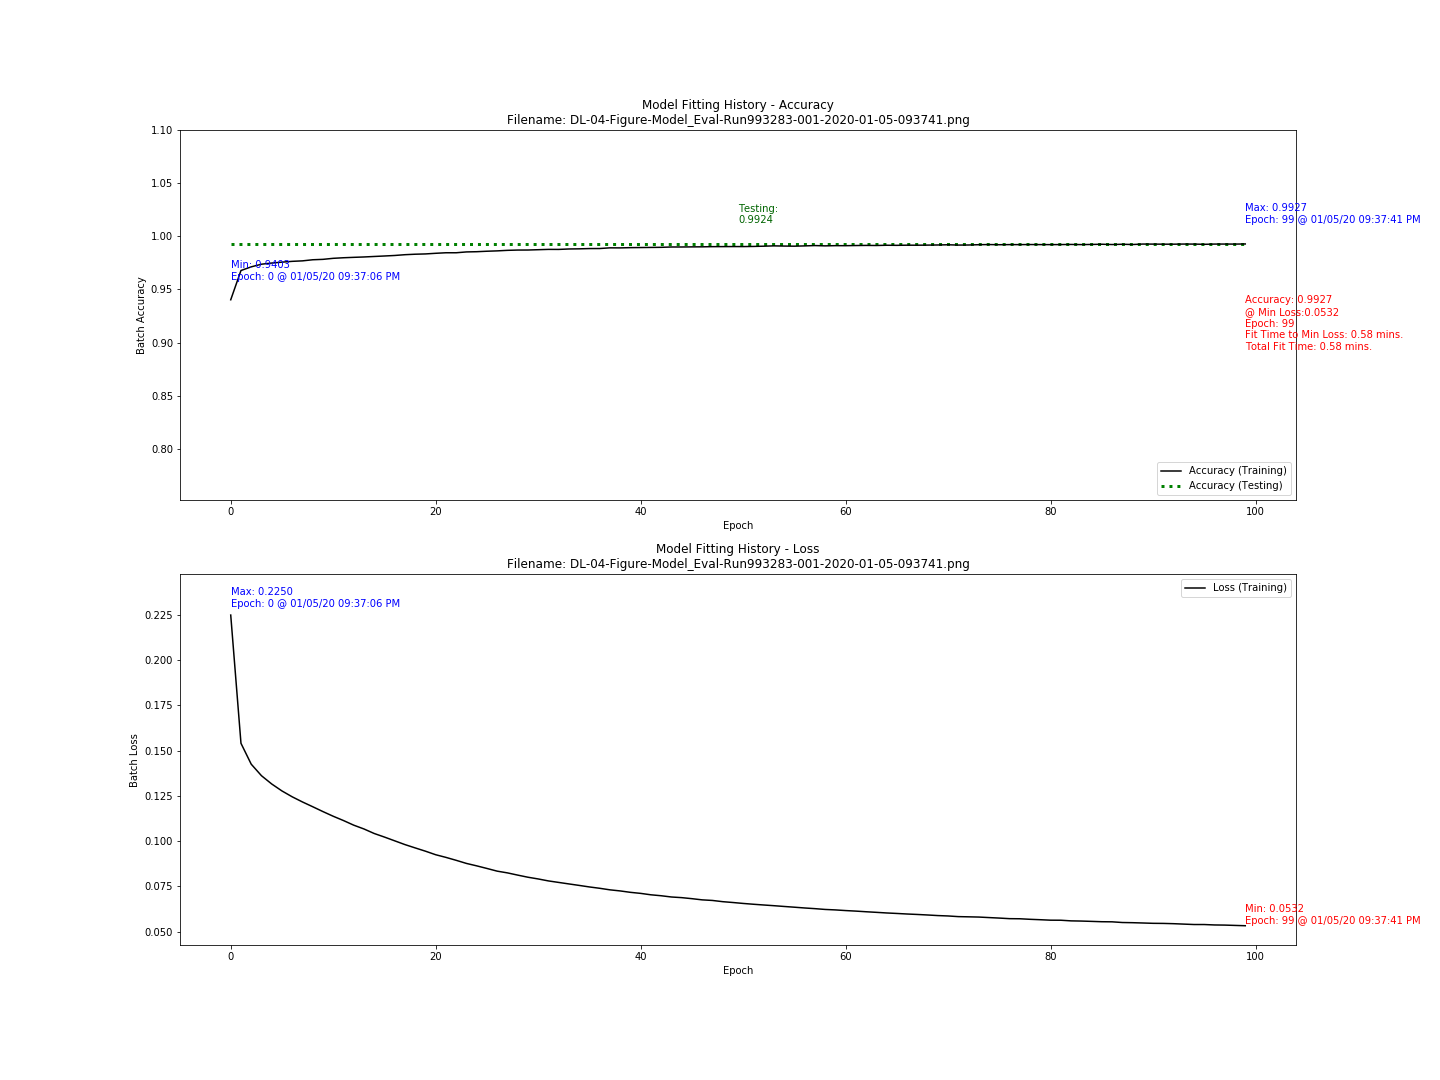 Model Fitting History - Accuracy
Filename: DL-04-Figure-Model_Eval-Run993283-001-2020-01-05-093741.png
1.10
1.05
1.00
0.95
0.90
0.85
0.80
Batch Accuracy
Testing:
0.9924
Max: 0.9927
Epoch: 99 @ 01/05/20 09:37:41 PM
Min: 0.9403
Epoch: 0 @ 01/05/20 09:37:06 PM
Accuracy: 0.9927
@ Min Loss:0.0532
Epoch: 99
Fit Time to Min Loss: 0.58 mins.
Total Fit TIme: 0.58 mins.
Accuracy (Training)
Accuracy (Testing)
0 20 40 60 80 100
Epoch
Model Fitting History - Loss
Filename: DL-04-Figure-Model_Eval-Run993283-001-2020-01-05-093741.png
Max: 0.2250
Epoch: 0 @ 01/05/20 09:37:06 PM
Loss (Training)
0.225
0.200
0.175
0.150
0.125
0.100
0.075
0.050
Batch Loss
Min: 0.0532
Epoch: 99 @ 01/05/20 09:37:41 PM
0 20 40 60 80 100
Epoch